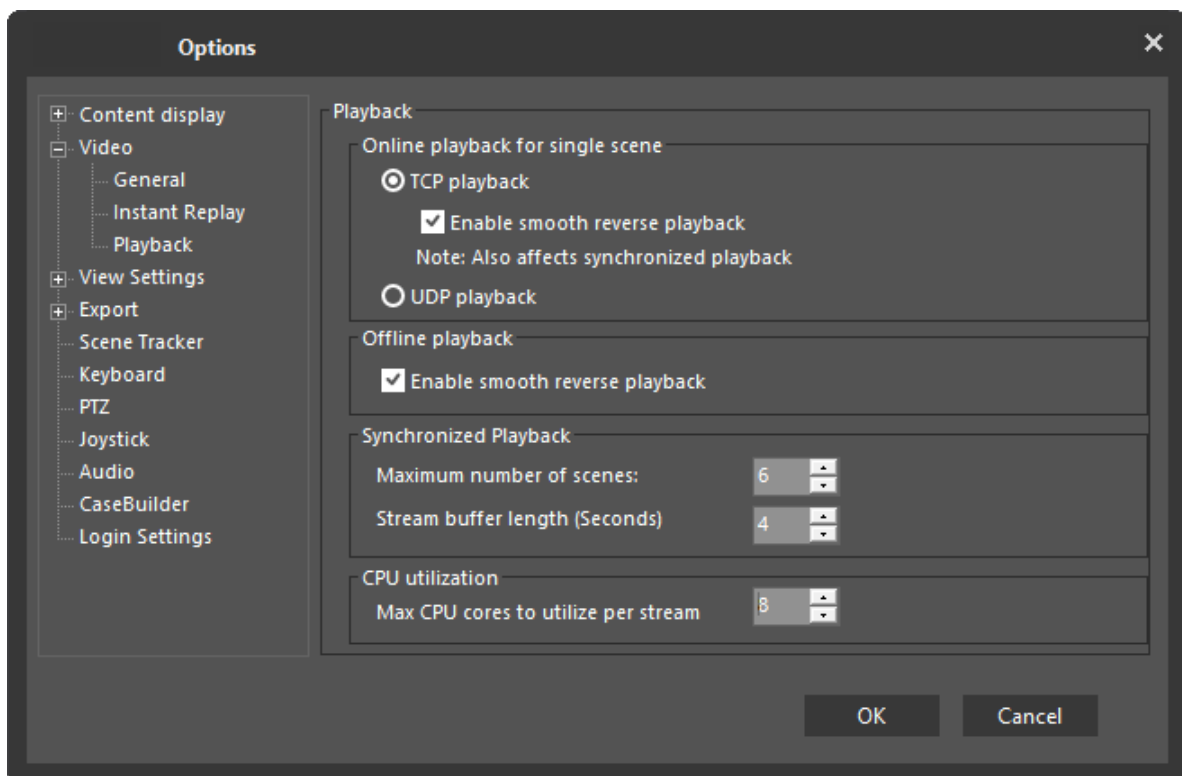 Options
Content display
Video
General
Instant Replay
Playback
View Settings
Export
Scene Tracker
Keyboard
PTZ
Joystick
Audio
CaseBuilder
Login Settings
Playback
Online playback for single scene
TCP playback
Enable smooth reverse playback
Note: Also affects synchronized playback
UDP playback
Offline playback
Enable smooth reverse playback
Synchronized Playback
Maximum number of scenes: 6
Stream buffer length (Seconds) 4
CPU utilization
Max CPU cores to utilize per stream 8
OK Cancel